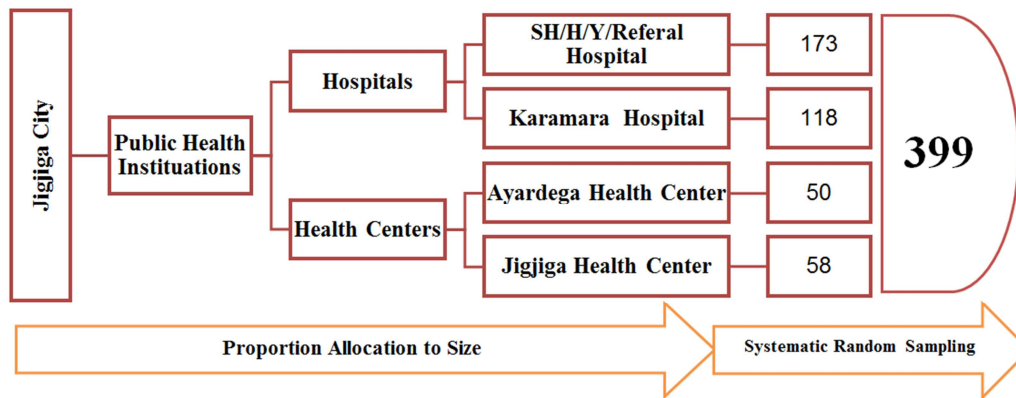 Jigjiga City
Public Health
Instituations
Hospitals
Health Centers
SH/H/Y/Referal
Hospital
173
Karamara Hospital
118
Ayardega Health Center
50
Jigjiga Health Center
58
399
Proportion Allocation to Size
Systematic Random Sampling